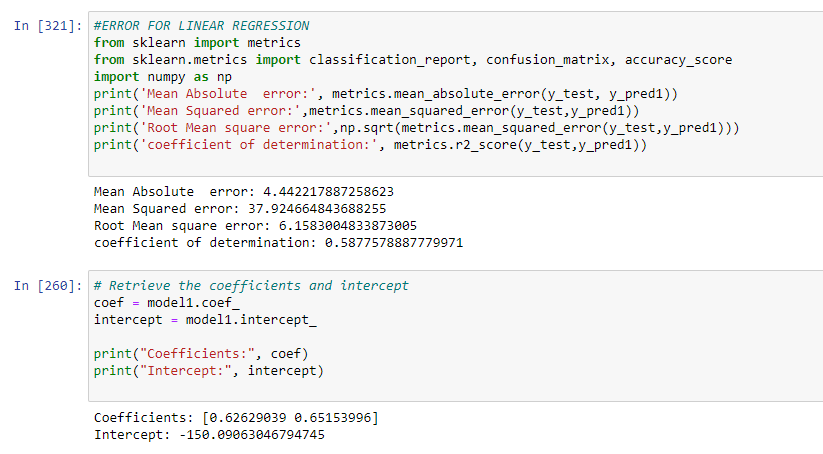 In [321]: #ERROR FOR LINEAR REGRESSION
from sklearn import metrics
from sklearn.metrics import classification_report, confusion_matrix, accuracy_score
import numpy as np
print('Mean Absolute  error:', metrics.mean_absolute_error(y_test, y_pred1))
print('Mean Squared error:',metrics.mean_squared_error(y_test,y_pred1))
print('Root Mean square error:',np.sqrt(metrics.mean_squared_error(y_test,y_pred1)))
print('coefficient of determination:', metrics.r2_score(y_test,y_pred1))
Mean Absolute  error: 4.442217887258623
Mean Squared error: 37.924664843688255
Root Mean square error: 6.1583004833873005
coefficient of determination: 0.5877578887779971
In [260]: # Retrieve the coefficients and intercept
coef = model1.coef_
intercept = model1.intercept_
print("Coefficients:", coef)
print("Intercept:", intercept)
Coefficients: [0.62629039 0.65153996]
Intercept: -150.09063046794745